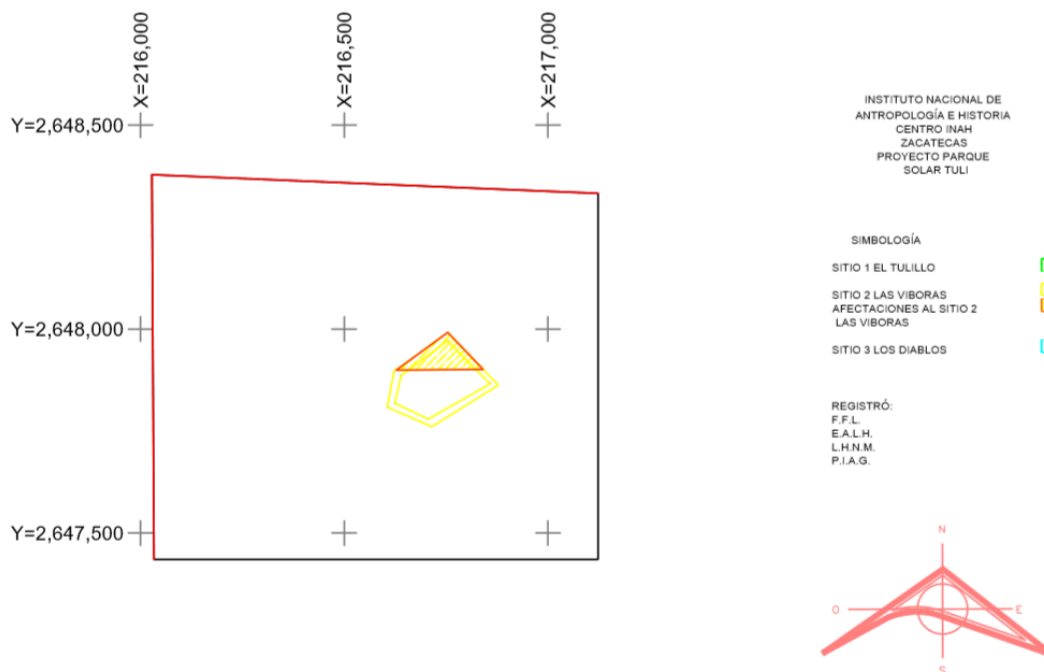 X=216,000
X=216,500
X=217,000
Y=2,648,500
Y=2,648,000
Y=2,647,500
INSTITUTO NACIONAL DE
ANTROPOLOGÍA E HISTORIA
CENTRO INAH
ZACATECAS
PROYECTO PARQUE
SOLAR TULI
SIMBOLOGÍA
SITIO 1 EL TULILLO
SITIO 2 LAS VIBORAS
AFECTACIONES AL SITIO 2
LAS VIBORAS
SITIO 3 LOS DIABLOS
REGISTRÓ:
F.F.L.
E.A.L.H.
L.H.N.M.
P.I.A.G.
N
O
E
S